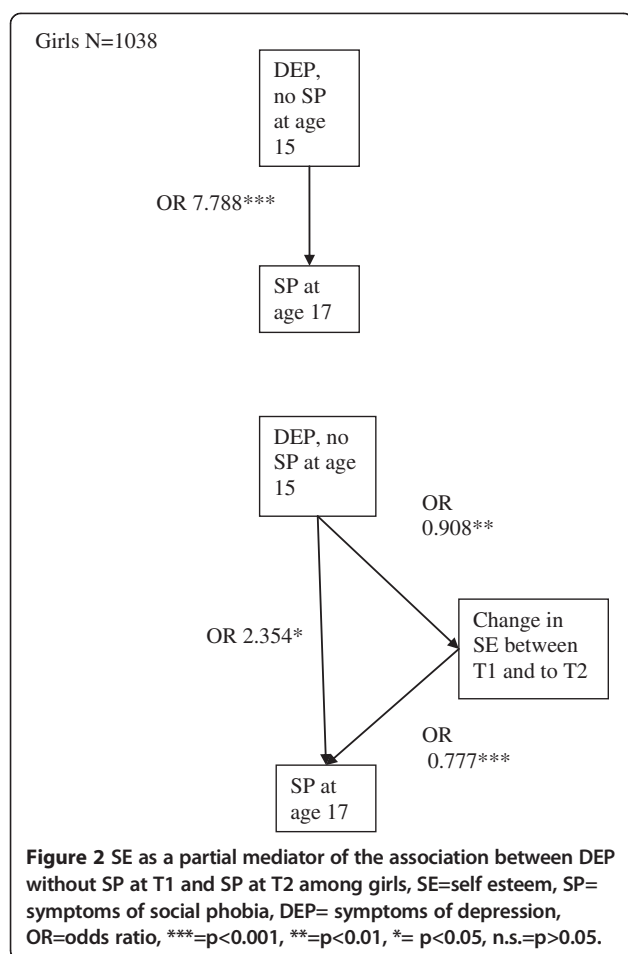 Girls N=1038
DEP,
no SP
at age
15
OR 7.788***
SP at
age 17
DEP, no
SP at age
15
OR
0.908**
OR 2.354*
Change in
SE between
T1 and to T2
OR
0.777***
SP at
age 17
Figure 2 SE as a partial mediator of the association between DEP
without SP at T1 and SP at T2 among girls, SE=self esteem, SP=
symptoms of social phobia, DEP= symptoms of depression,
OR=odds ratio, ***=p<0.001, **=p<0.01, *= p<0.05, n.s.=p>0.05.